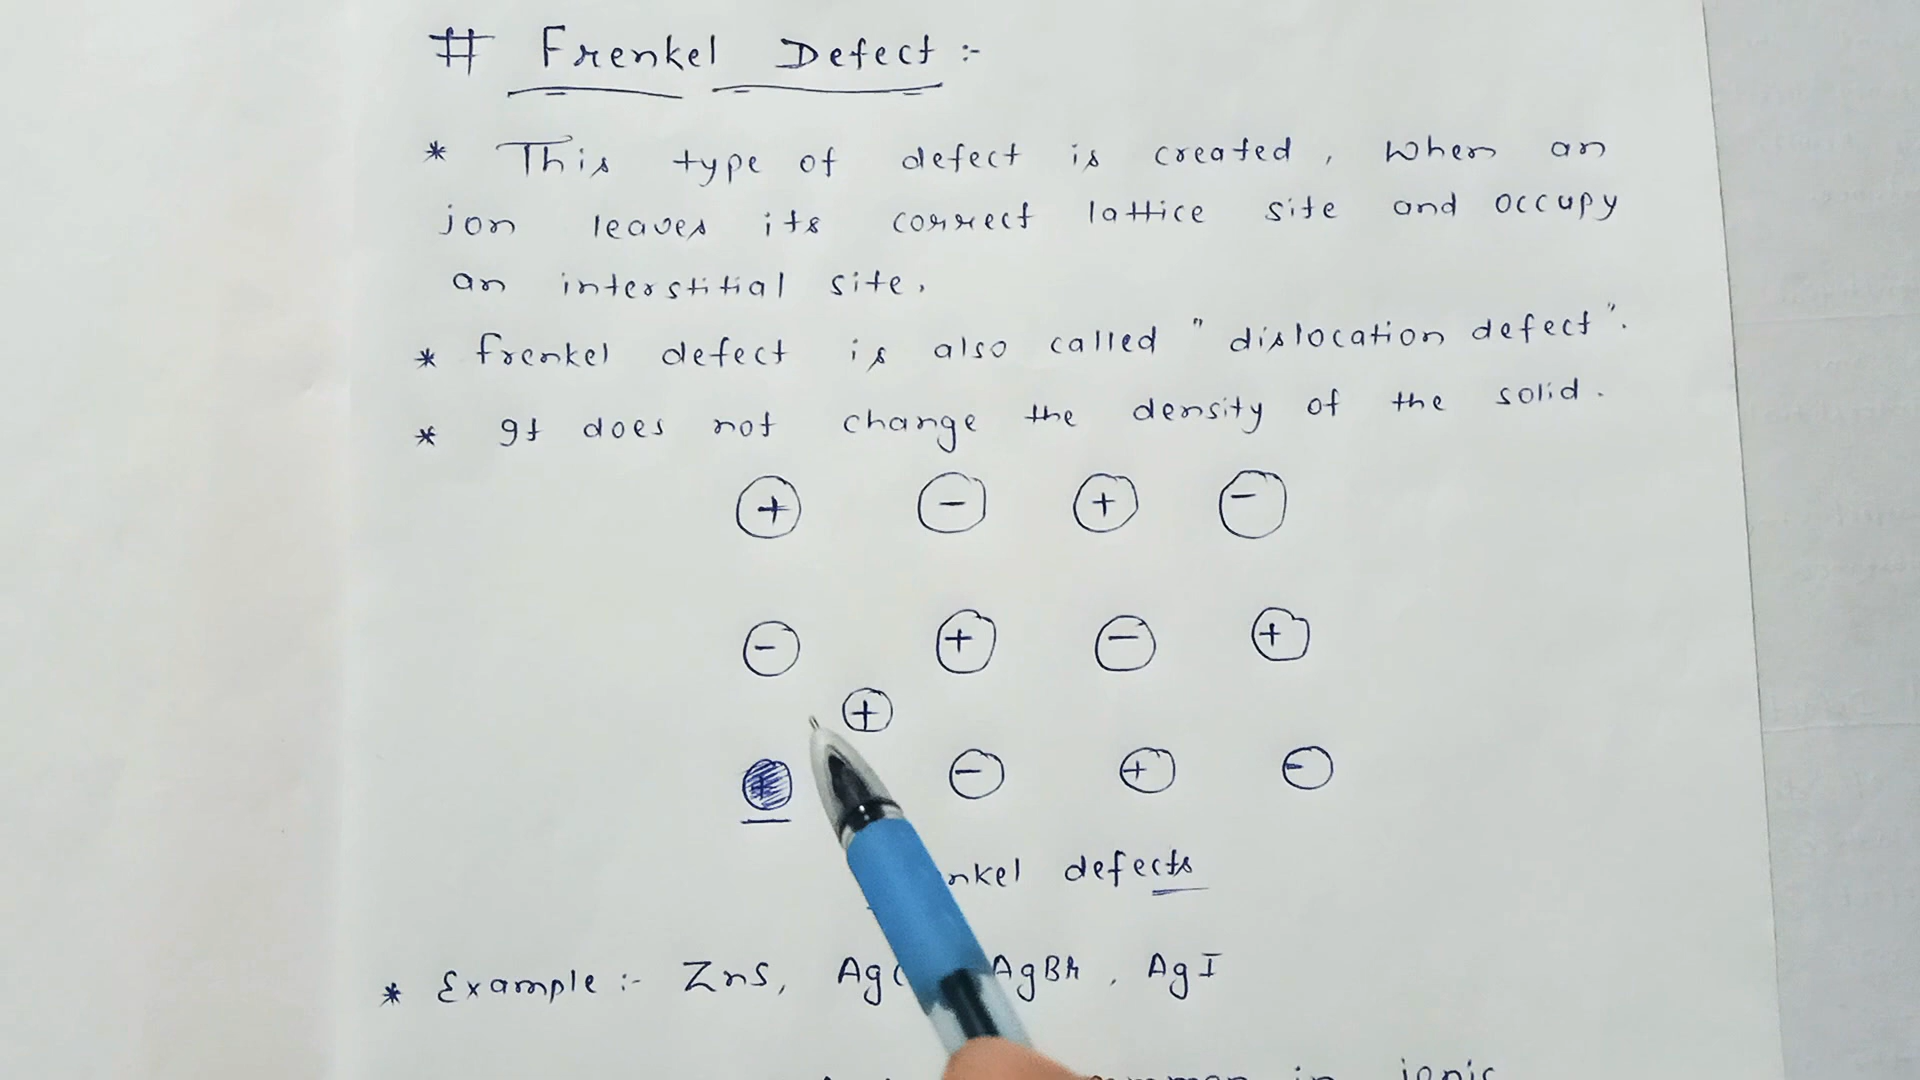 # Frenkel Defect :-
* This type of defect is created, when an
ion leaves its correct lattice site and occupy
an interstitial site.
* frenkel defect is also called "dislocation defect".
* It does not change the density of the solid.
+ - + -
- + - +
+
+ - + -
defects
* Example :- ZnS, AgBr, AgI
in ionic